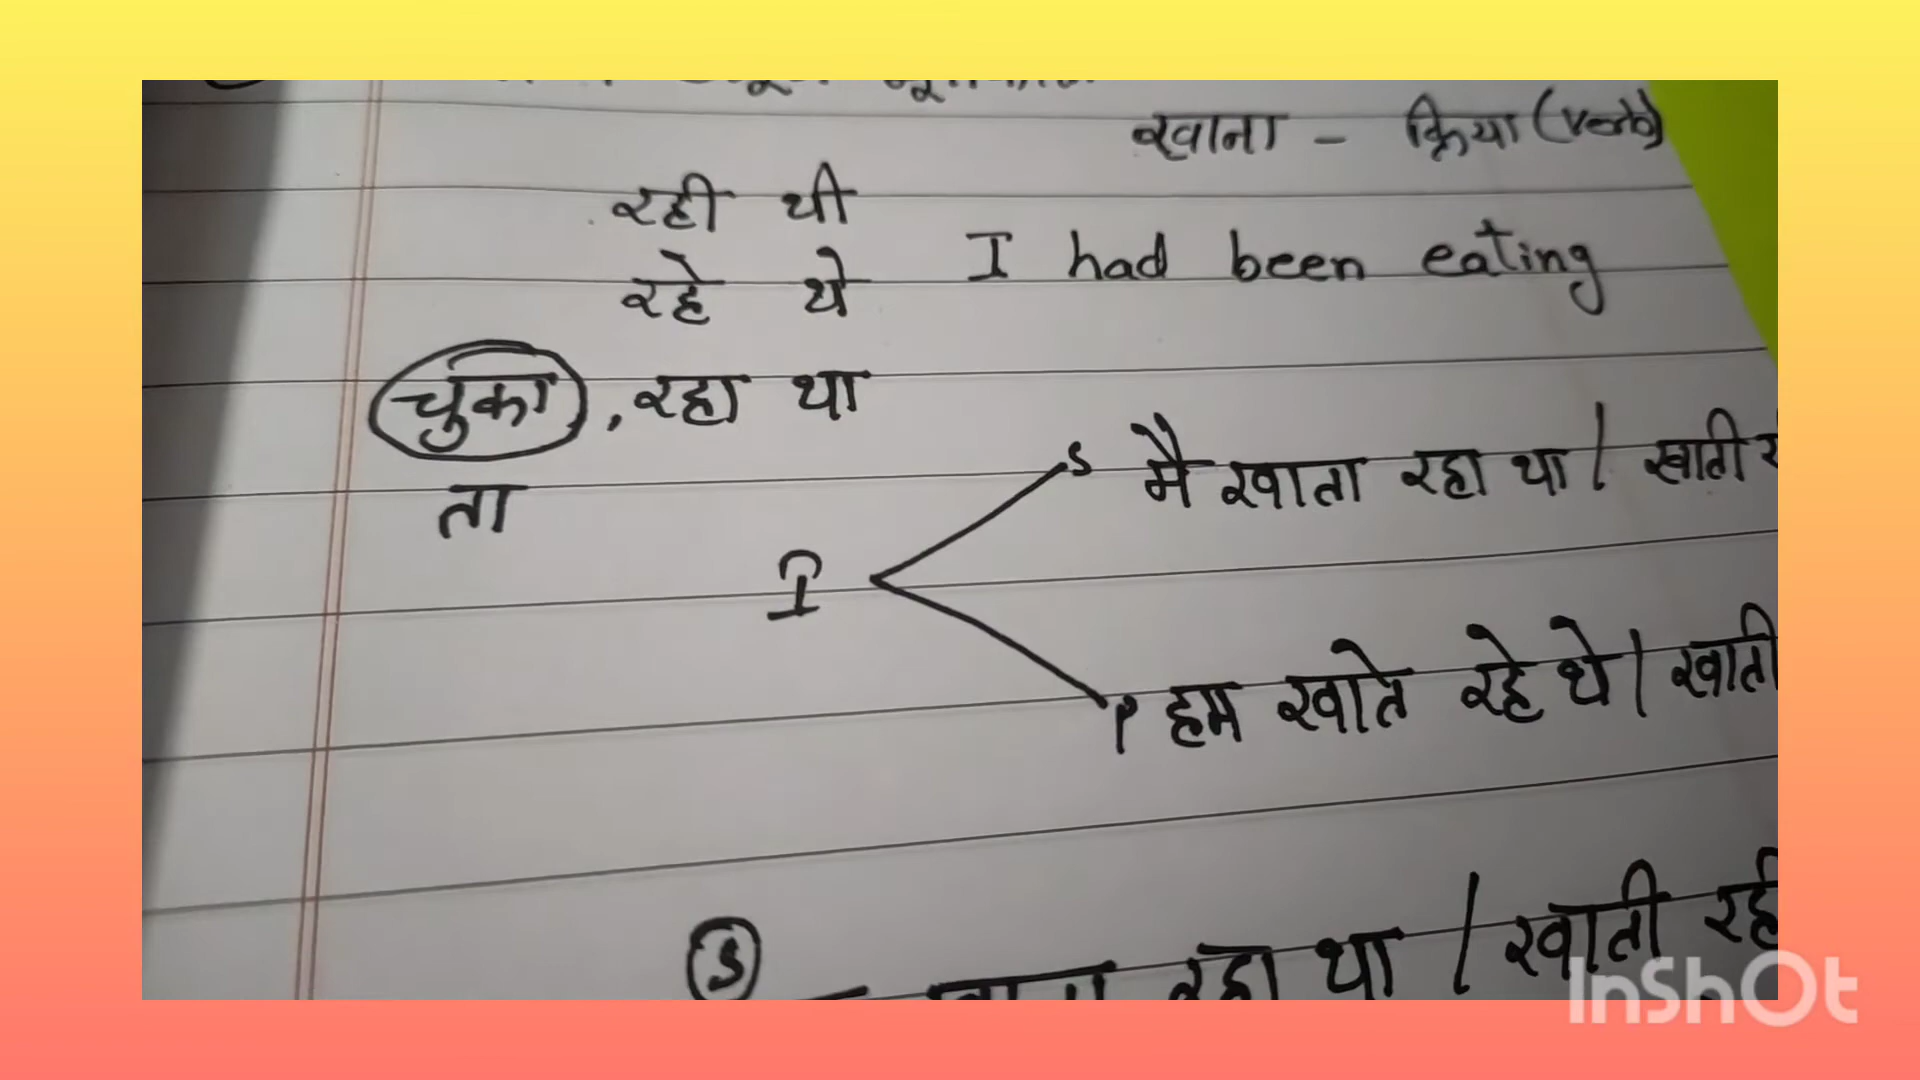 खाना - क्रिया (verb)
रही थी
रहे थे I had been eating
चुका , रहा था
ता
I
S मै खाता रहा था / खाती
P हम खाते रहे थे / खाती
S
रहा था / खाती रही
InShOt